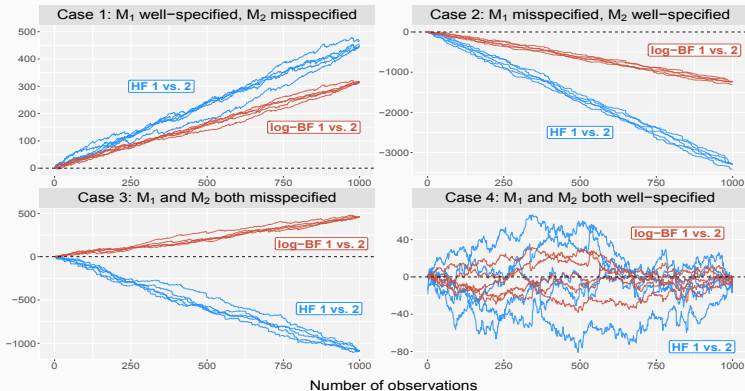 Case 1: M₁ well−specified, M₂ misspecified
500
400
300
200
100
0
HF 1 vs. 2
log−BF 1 vs. 2
0 250 500 750 1000
Case 2: M₁ misspecified, M₂ well−specified
0
−1000
−2000
−3000
log−BF 1 vs. 2
HF 1 vs. 2
0 250 500 750 1000
Case 3: M₁ and M₂ both misspecified
500
0
−500
−1000
log−BF 1 vs. 2
HF 1 vs. 2
0 250 500 750 1000
Case 4: M₁ and M₂ both well−specified
40
0
−40
−80
log−BF 1 vs. 2
HF 1 vs. 2
0 250 500 750 1000
Number of observations